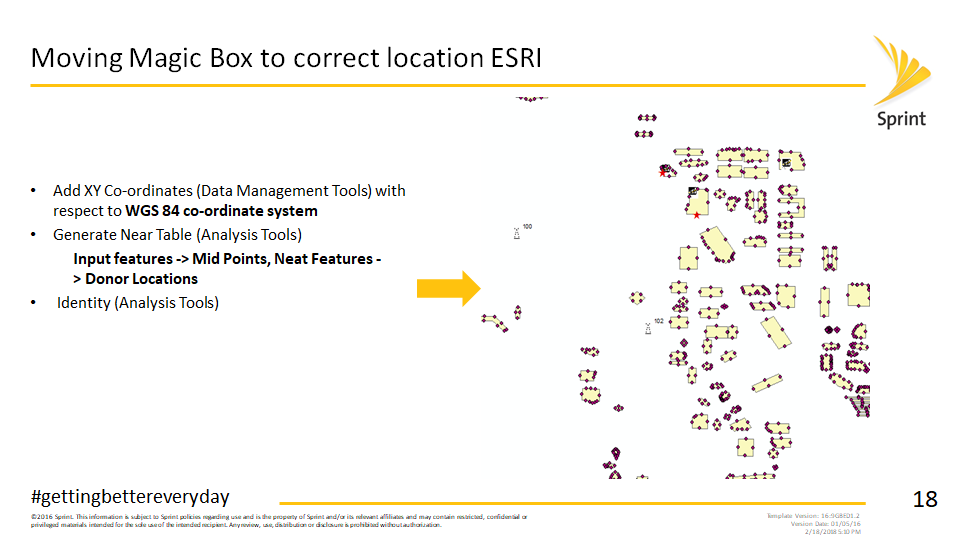 Moving Magic Box to correct location ESRI
Sprint
• Add XY Co-ordinates (Data Management Tools) with
respect to WGS 84 co-ordinate system
• Generate Near Table (Analysis Tools)
Input features -> Mid Points, Neat Features -
> Donor Locations
• Identity (Analysis Tools)
100
102
#gettingbettereveryday
18
©2016 Sprint. This information is subject to Sprint policies regarding use and is the property of Sprint and/or its relevant affiliates and may contain restricted, confidential or
privileged materials intended for the sole use of the intended recipient. Any review, use, distribution or disclosure is prohibited without authorization.
Template Version: 16.9GBE01.2
Version Date: 01/05/16
2/18/2018 5:10 PM